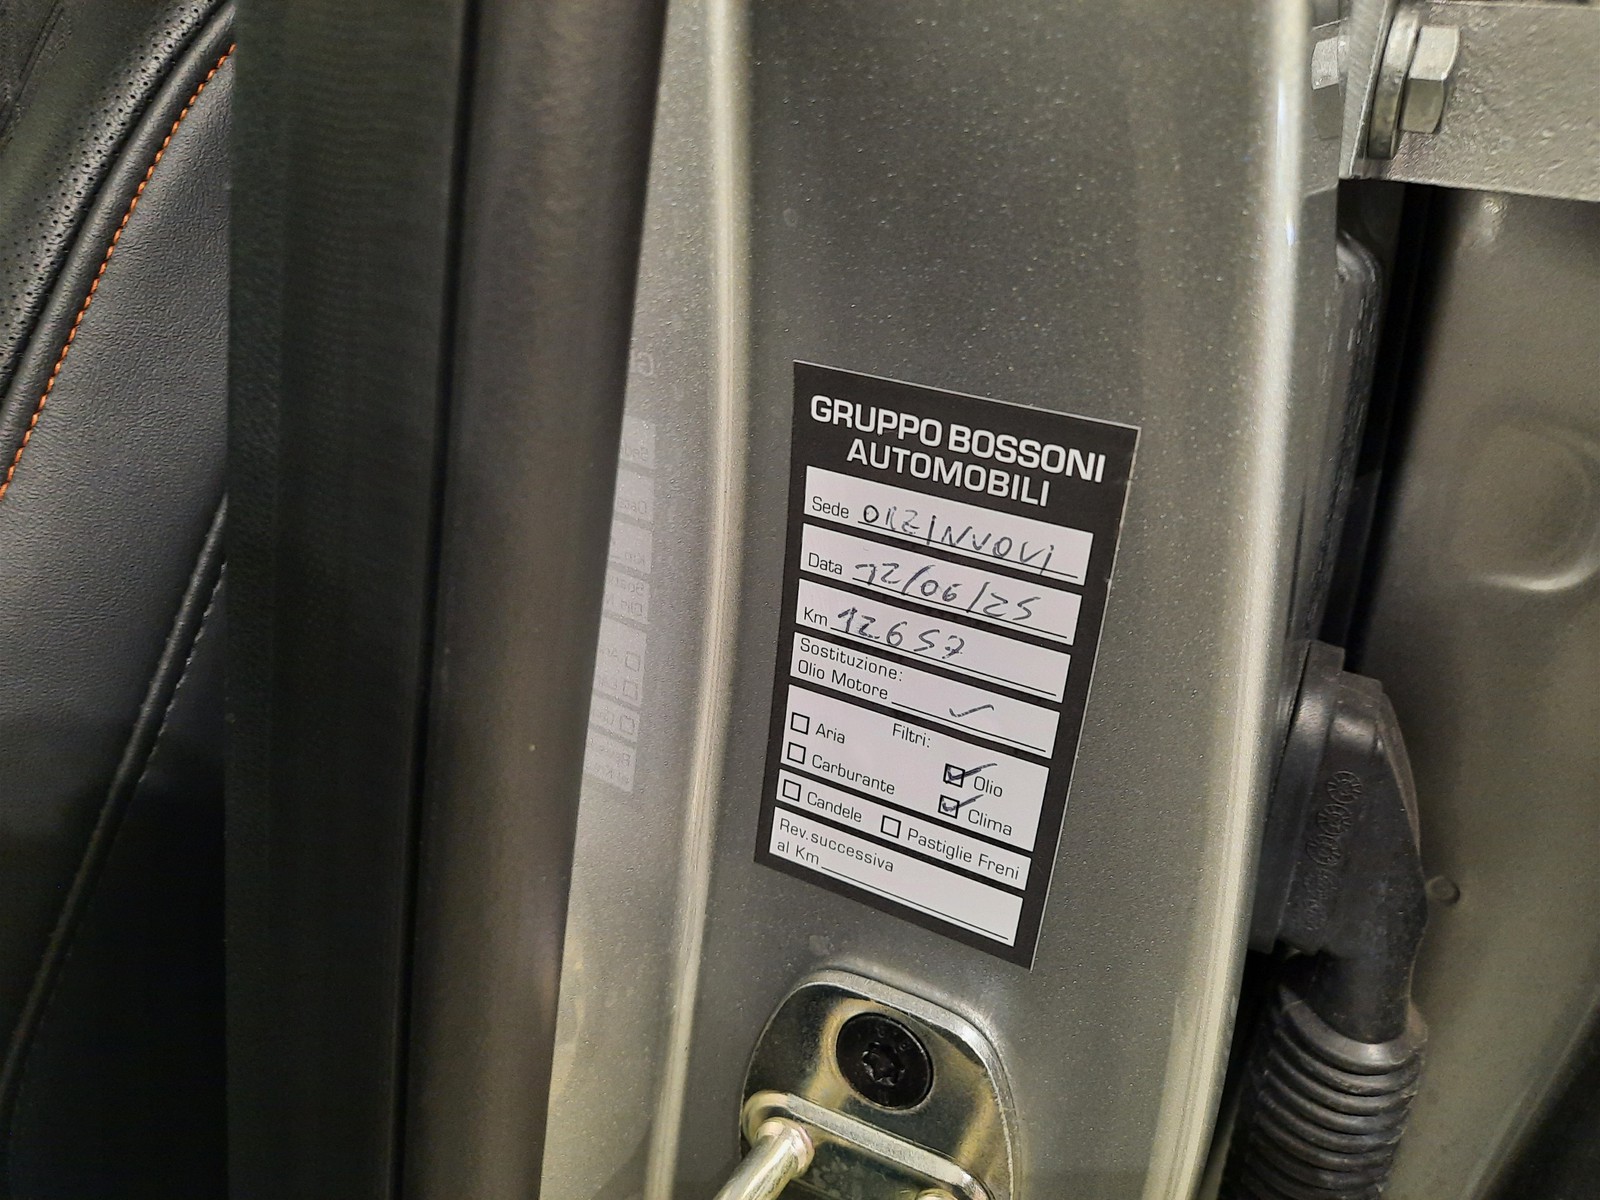 GRUPPO BOSSONI
AUTOMOBILI
Sede ORZINUOVI
Data 12/06/25
Km 12657
Sostituzione:
Olio Motore ✓
Filtri:
☐ Aria ☑ Olio
☐ Carburante ☑ Clima
☐ Candele ☐ Pastiglie Freni
Rev. successiva
al Km